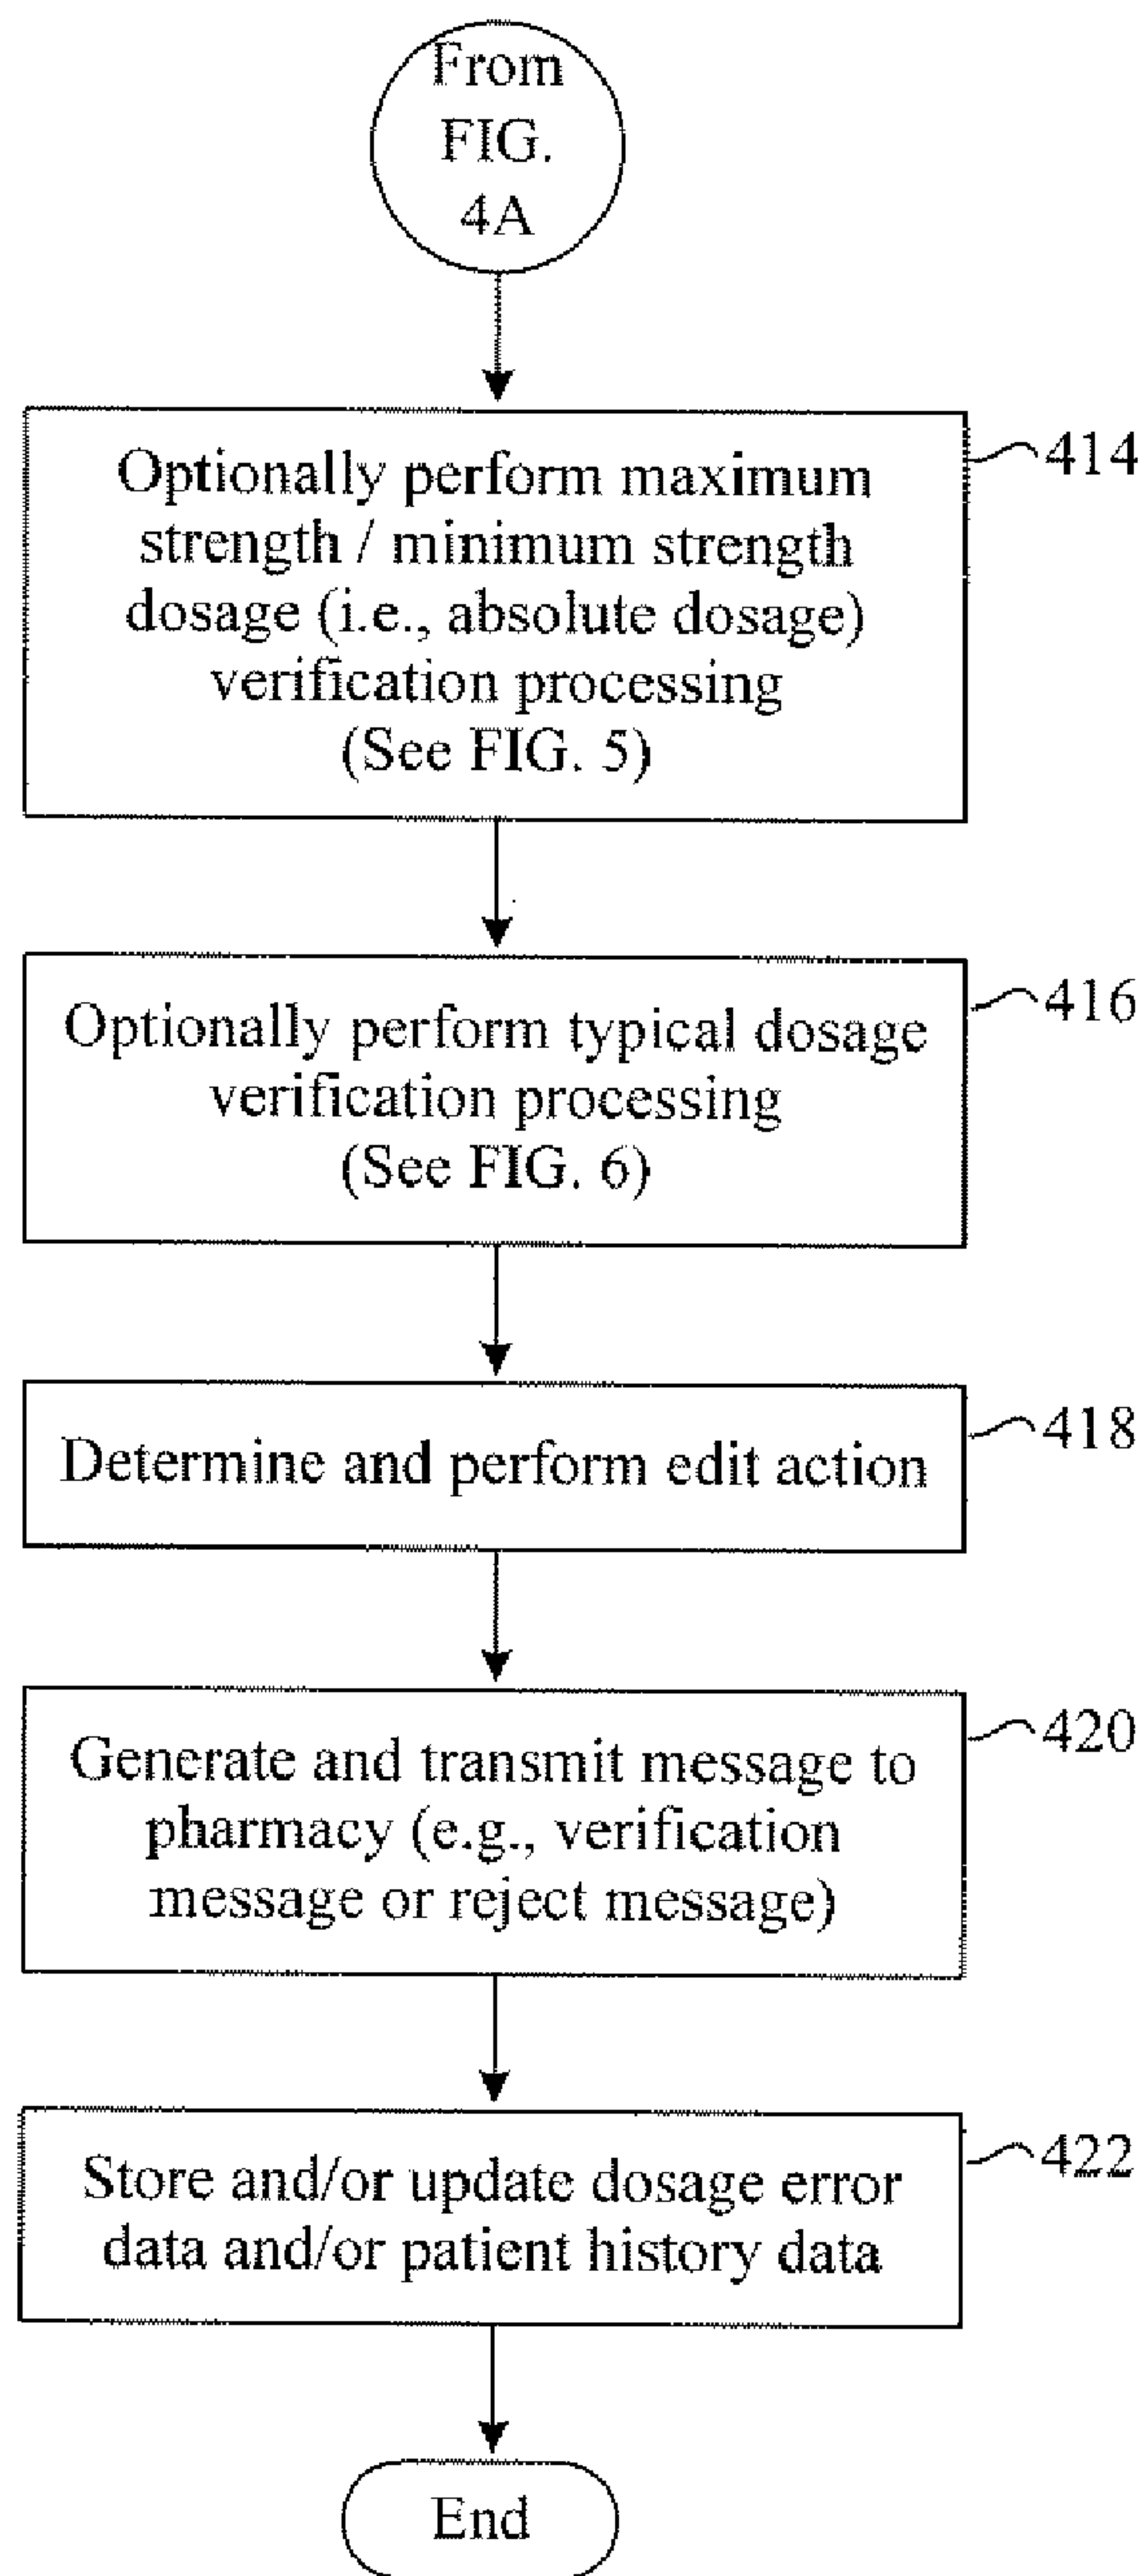 From
FIG.
4A
Optionally perform maximum
strength / minimum strength
dosage (i.e., absolute dosage)
verification processing
(See FIG. 5)
414
Optionally perform typical dosage
verification processing
(See FIG. 6)
416
Determine and perform edit action
418
Generate and transmit message to
pharmacy (e.g., verification
message or reject message)
420
Store and/or update dosage error
data and/or patient history data
422
End